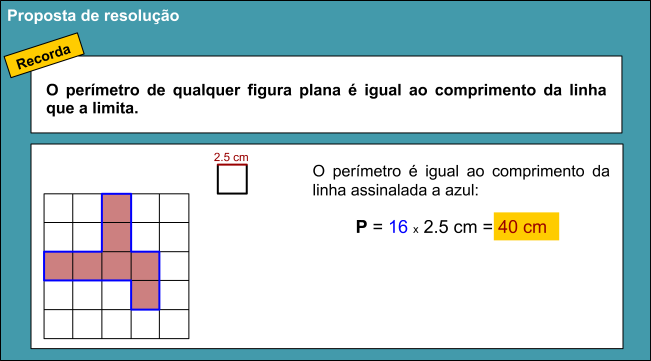 Proposta de resolução
Recorda
O perímetro de qualquer figura plana é igual ao comprimento da linha
que a limita.
2.5 cm
O perímetro é igual ao comprimento da
linha assinalada a azul:
P = 16 x 2.5 cm = 40 cm